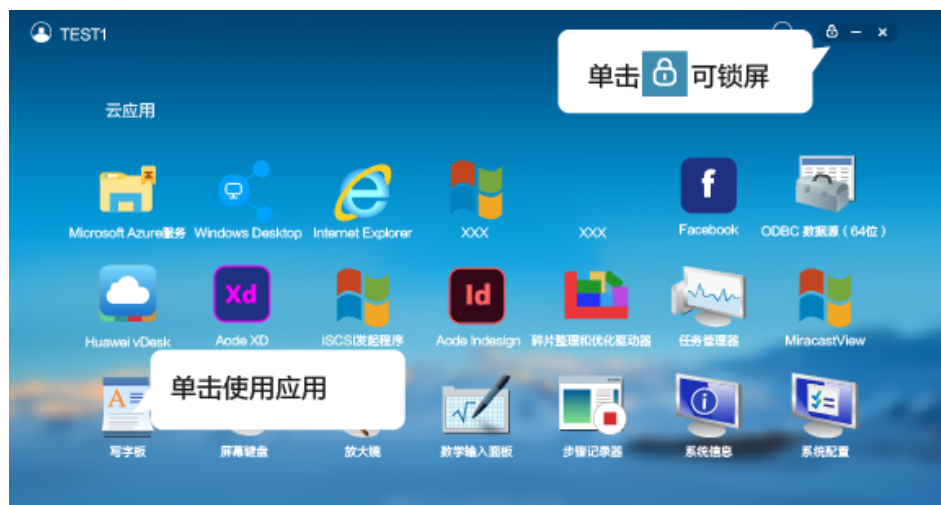 TEST1
单击 可锁屏
云应用
Microsoft Azure服务 Windows Desktop Internet Explorer XXX XXX Facebook ODBC 数据源（64位）
Xd Id
Huawei vDesk Aode XD iSCSI发起程序 Aode Indesign 碎片整理和优化驱动器 任务管理器 MiracastView
单击使用应用
写字板 屏幕键盘 放大镜 数学输入面板 步骤记录器 系统信息 系统配置